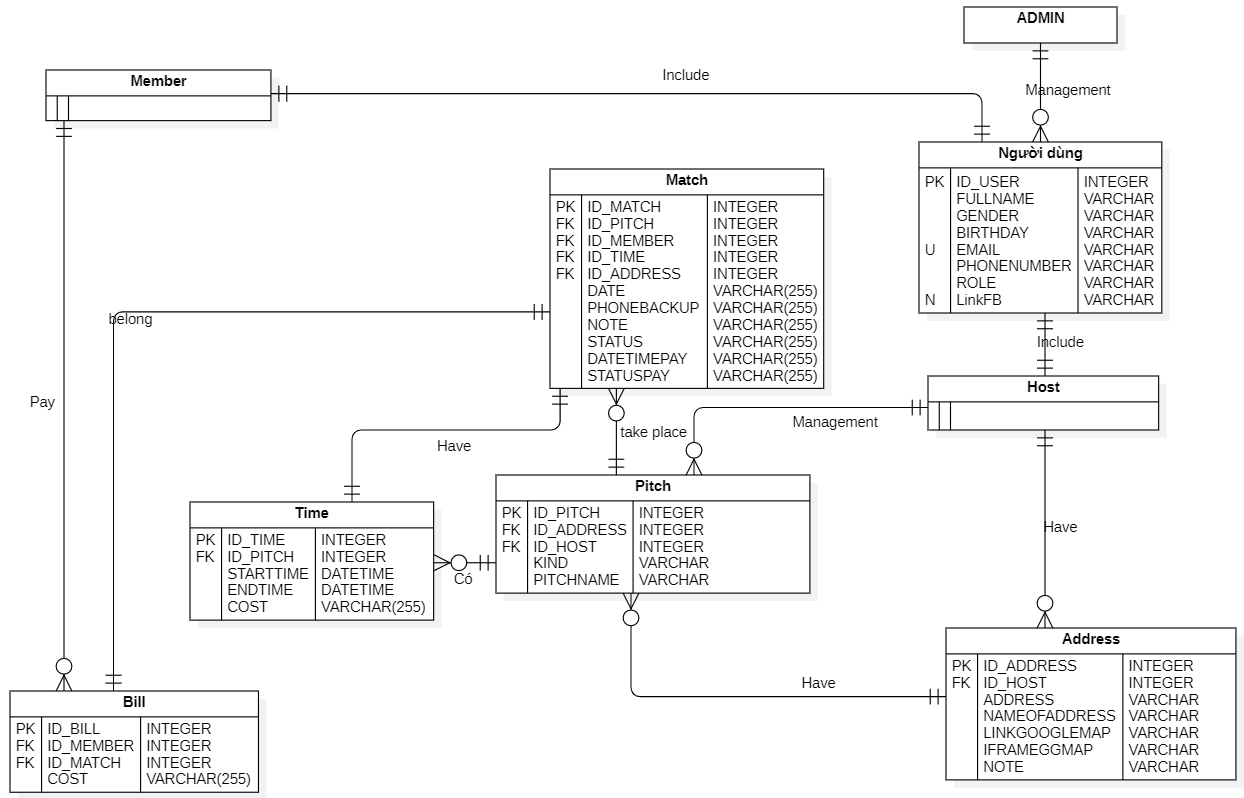 ADMIN
Management
Member
Include
Người dùng
PK ID_USER INTEGER
FULLNAME VARCHAR
GENDER VARCHAR
BIRTHDAY VARCHAR
U EMAIL VARCHAR
PHONENUMBER VARCHAR
ROLE VARCHAR
N LinkFB VARCHAR
Match
PK ID_MATCH INTEGER
FK ID_PITCH INTEGER
FK ID_MEMBER INTEGER
FK ID_TIME INTEGER
FK ID_ADDRESS INTEGER
DATE VARCHAR(255)
PHONEBACKUP VARCHAR(255)
NOTE VARCHAR(255)
STATUS VARCHAR(255)
DATETIMEPAY VARCHAR(255)
STATUSPAY VARCHAR(255)
belong
Include
Host
Pay
Have
take place
Management
Pitch
PK ID_PITCH INTEGER
FK ID_ADDRESS INTEGER
FK ID_HOST INTEGER
KIND VARCHAR
PITCHNAME VARCHAR
Time
PK ID_TIME INTEGER
FK ID_PITCH INTEGER
STARTTIME DATETIME
ENDTIME DATETIME
COST VARCHAR(255)
Có
Have
Have
Address
PK ID_ADDRESS INTEGER
FK ID_HOST INTEGER
ADDRESS VARCHAR
NAMEOFADDRESS VARCHAR
LINKGOOGLEMAP VARCHAR
IFRAMEGGMAP VARCHAR
NOTE VARCHAR
Bill
PK ID_BILL INTEGER
FK ID_MEMBER INTEGER
FK ID_MATCH INTEGER
COST VARCHAR(255)